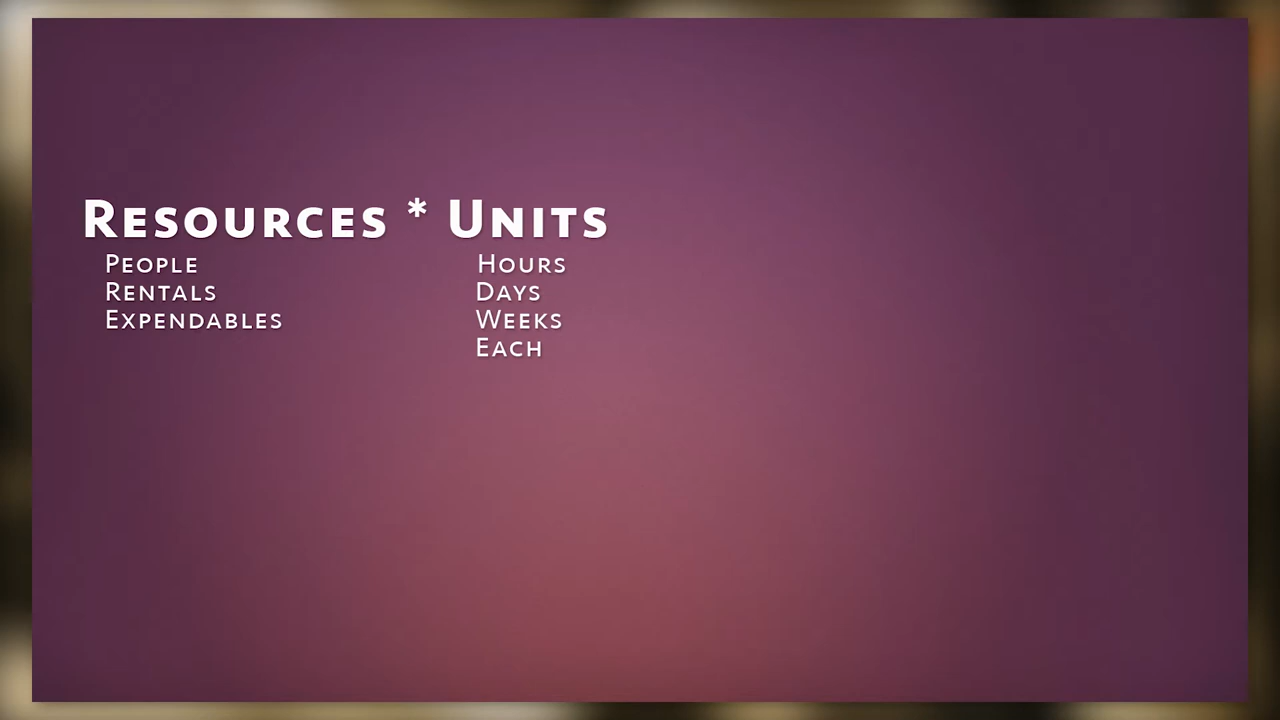 Resources * Units
People
Rentals
Expendables
Hours
Days
Weeks
Each